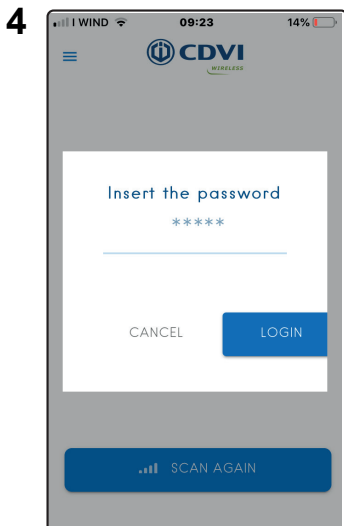 4
I WIND 09:23 14%
CDVI
WIRELESS
Insert the password
*****
CANCEL LOGIN
SCAN AGAIN